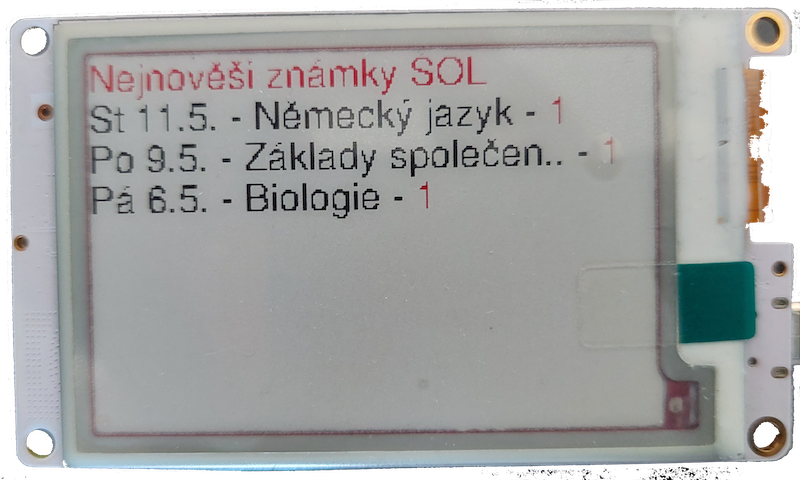 Nejnověši známky SOL
St 11.5. - Německý jazyk - 1
Po 9.5. - Základy společen.. - 1
Pá 6.5. - Biologie - 1